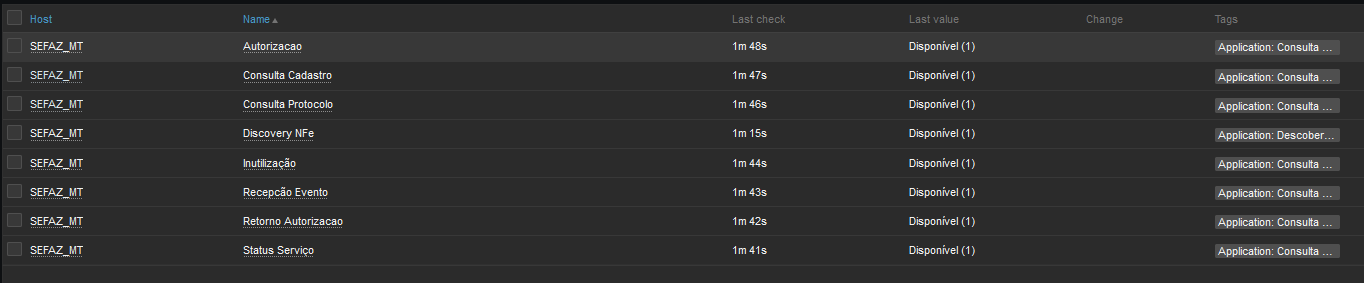 Host Name▲ Last check Last value Change Tags
SEFAZ_MT Autorizacao 1m 48s Disponível (1) Application: Consulta ...
SEFAZ_MT Consulta Cadastro 1m 47s Disponível (1) Application: Consulta ...
SEFAZ_MT Consulta Protocolo 1m 46s Disponível (1) Application: Consulta ...
SEFAZ_MT Discovery NFe 1m 15s Disponível (1) Application: Descober...
SEFAZ_MT Inutilização 1m 44s Disponível (1) Application: Consulta ...
SEFAZ_MT Recepção Evento 1m 43s Disponível (1) Application: Consulta ...
SEFAZ_MT Retorno Autorizacao 1m 42s Disponível (1) Application: Consulta ...
SEFAZ_MT Status Serviço 1m 41s Disponível (1) Application: Consulta ...